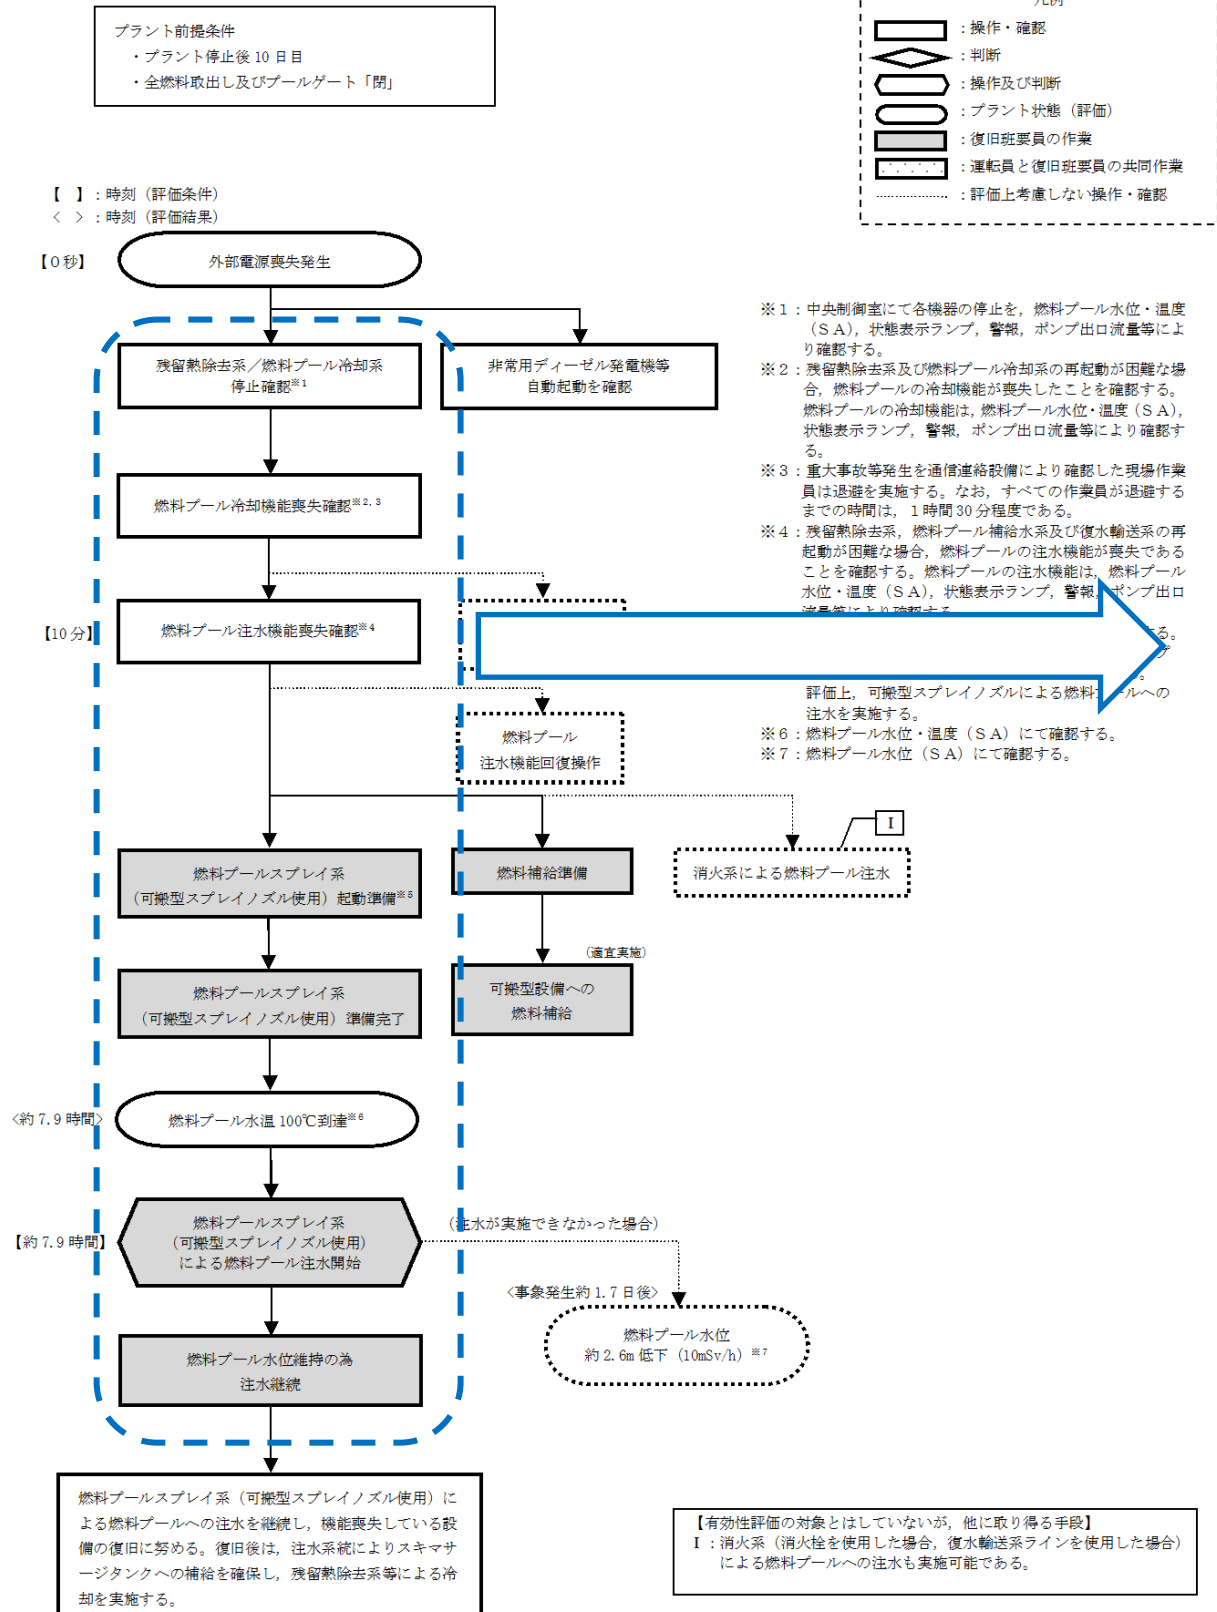 プラント前提条件
・プラント停止後 10 日目
・全燃料取出し及びプールゲート「閉」
：操作・確認
：判断
：操作及び判断
：プラント状態（評価）
：復旧班要員の作業
：運転員と復旧班要員の共同作業
：評価上考慮しない操作・確認
【　】：時刻（評価条件）
＜　＞：時刻（評価結果）
【0 秒】
外部電源喪失発生
残留熱除去系／燃料プール冷却系
停止確認※1
非常用ディーゼル発電機等
自動起動を確認
燃料プール冷却機能喪失確認※2,3
【10 分】
燃料プール注水機能喪失確認※4
燃料プール
注水機能回復操作
燃料プールスプレイ系
（可搬型スプレイノズル使用）起動準備※5
燃料補給準備
消火系による燃料プール注水
I
燃料プールスプレイ系
（可搬型スプレイノズル使用）準備完了
（適宜実施）
可搬型設備への
燃料補給
＜約 7.9 時間＞
燃料プール水温 100℃到達※6
【約 7.9 時間】
燃料プールスプレイ系
（可搬型スプレイノズル使用）
による燃料プール注水開始
（注水が実施できなかった場合）
＜事象発生約 1.7 日後＞
燃料プール水位
約 2.6m 低下（10mSv/h）※7
燃料プール水位維持の為
注水継続
燃料プールスプレイ系（可搬型スプレイノズル使用）に
よる燃料プールへの注水を継続し，機能喪失している設
備の復旧に努める。復旧後は，注水系統によりスキマサ
ージタンクへの補給を確保し，残留熱除去系等による冷
却を実施する。
※１：中央制御室にて各機器の停止を，燃料プール水位・温度
（ＳＡ），状態表示ランプ，警報，ポンプ出口流量等によ
り確認する。
※２：残留熱除去系及び燃料プール冷却系の再起動が困難な場
合，燃料プールの冷却機能が喪失したことを確認する。
燃料プールの冷却機能は，燃料プール水位・温度（ＳＡ），
状態表示ランプ，警報，ポンプ出口流量等により確認す
る。
※３：重大事故等発生を通信連絡設備により確認した現場作業
員は退避を実施する。なお，すべての作業員が退避する
までの時間は，１時間 30 分程度である。
※４：残留熱除去系，燃料プール補給水系及び復水輸送系の再
起動が困難な場合，燃料プールの注水機能が喪失である
ことを確認する。燃料プールの注水機能は，燃料プール
水位・温度（ＳＡ），状態表示ランプ，警報，ポンプ出口
流量等により確認する。
る。
プ
る。
評価上，可搬型スプレイノズルによる燃料プールへの
注水を実施する。
※６：燃料プール水位・温度（ＳＡ）にて確認する。
※７：燃料プール水位（ＳＡ）にて確認する。
【有効性評価の対象とはしていないが，他に取り得る手段】
Ⅰ：消火系（消火栓を使用した場合，復水輸送系ラインを使用した場合）
による燃料プールへの注水も実施可能である。